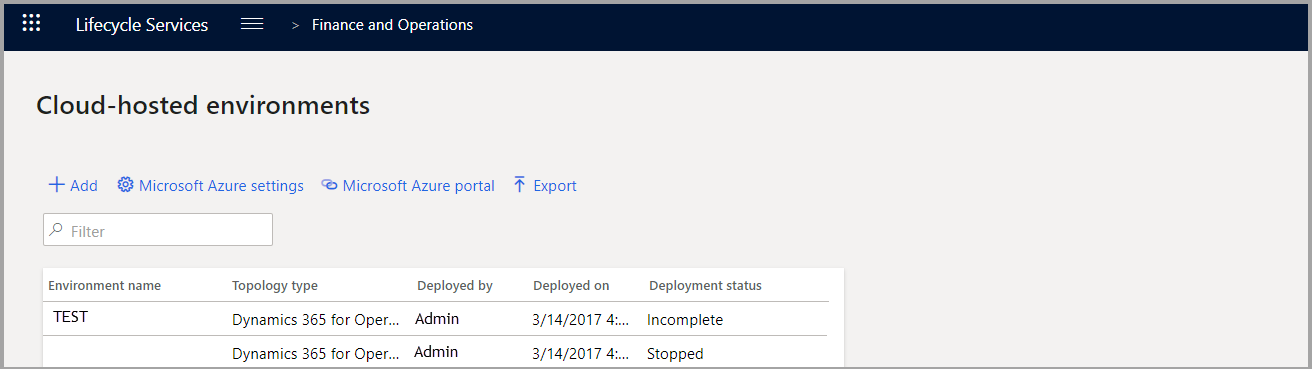 Lifecycle Services > Finance and Operations
Cloud-hosted environments
Add Microsoft Azure settings Microsoft Azure portal Export
Filter
Environment name Topology type Deployed by Deployed on Deployment status
TEST Dynamics 365 for Oper... Admin 3/14/2017 4:... Incomplete
Dynamics 365 for Oper... Admin 3/14/2017 4:... Stopped